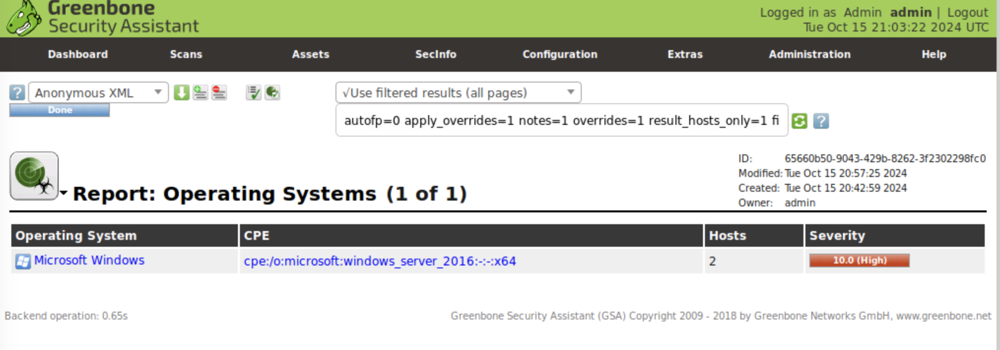 Greenbone
Security Assistant
Logged in as Admin admin | Logout
Tue Oct 15 21:03:22 2024 UTC
Dashboard Scans Assets SecInfo Configuration Extras Administration Help
? Anonymous XML √Use filtered results (all pages)
Done
autofp=0 apply_overrides=1 notes=1 overrides=1 result_hosts_only=1 fi ?
ID: 65660b50-9043-429b-8262-3f2302298fc0
Modified: Tue Oct 15 20:57:25 2024
Created: Tue Oct 15 20:42:59 2024
Owner: admin
Report: Operating Systems (1 of 1)
Operating System CPE Hosts Severity
Microsoft Windows cpe:/o:microsoft:windows_server_2016:-:-:x64 2 10.0 (High)
Backend operation: 0.65s
Greenbone Security Assistant (GSA) Copyright 2009 - 2018 by Greenbone Networks GmbH, www.greenbone.net